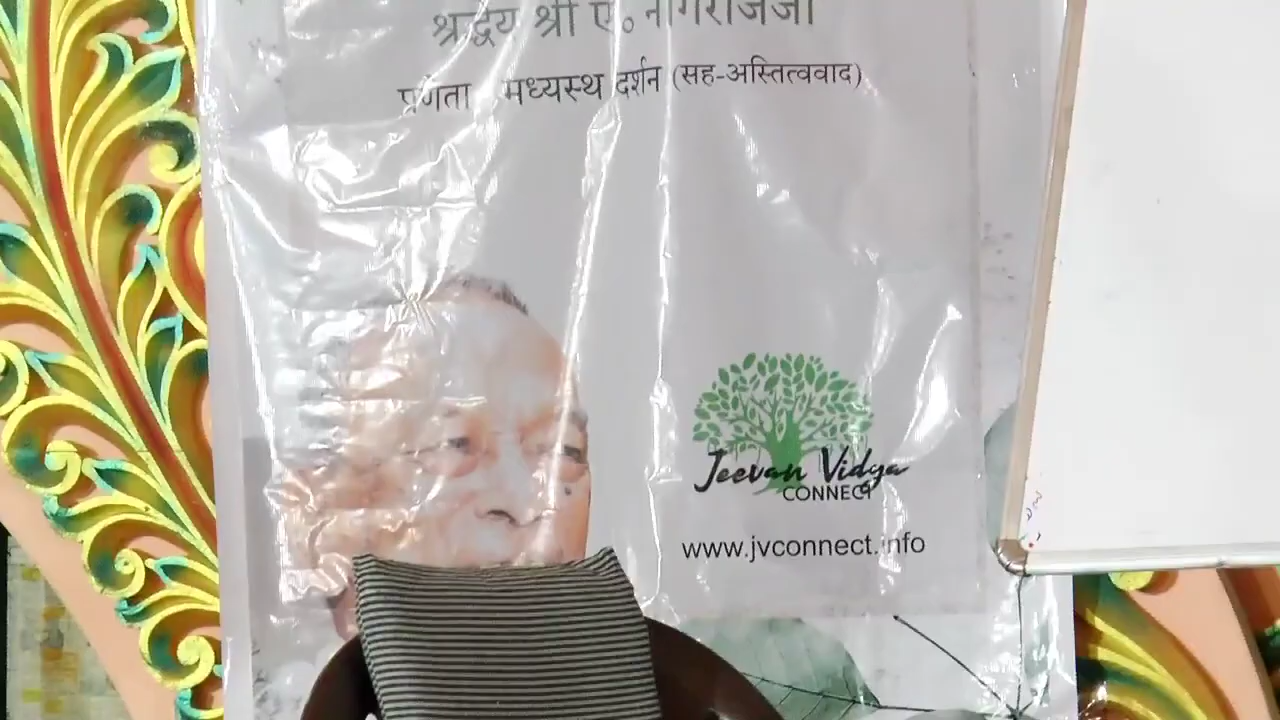 श्रद्धेय श्री ए. नागराजजी
प्रणेता मध्यस्थ दर्शन (सह-अस्तित्ववाद)
Jeevan Vidya
CONNECT
www.jvconnect.info